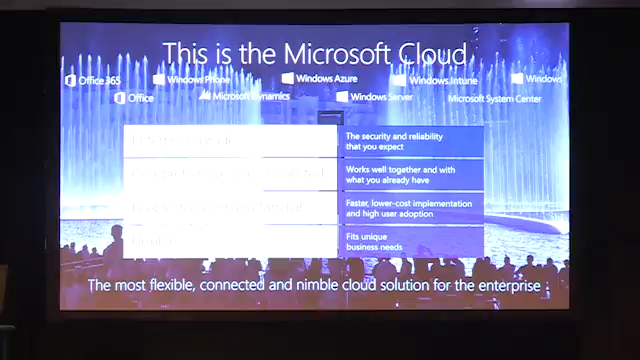 This is the Microsoft Cloud
Office 365 Windows Phone Windows Azure Windows Intune Windows
Office Microsoft Dynamics Windows Server Microsoft System Center
The security and reliability
that you expect
Works well together and with
what you already have
Faster, lower-cost implementation
and high user adoption
Fits unique
business needs
The most flexible, connected and nimble cloud solution for the enterprise